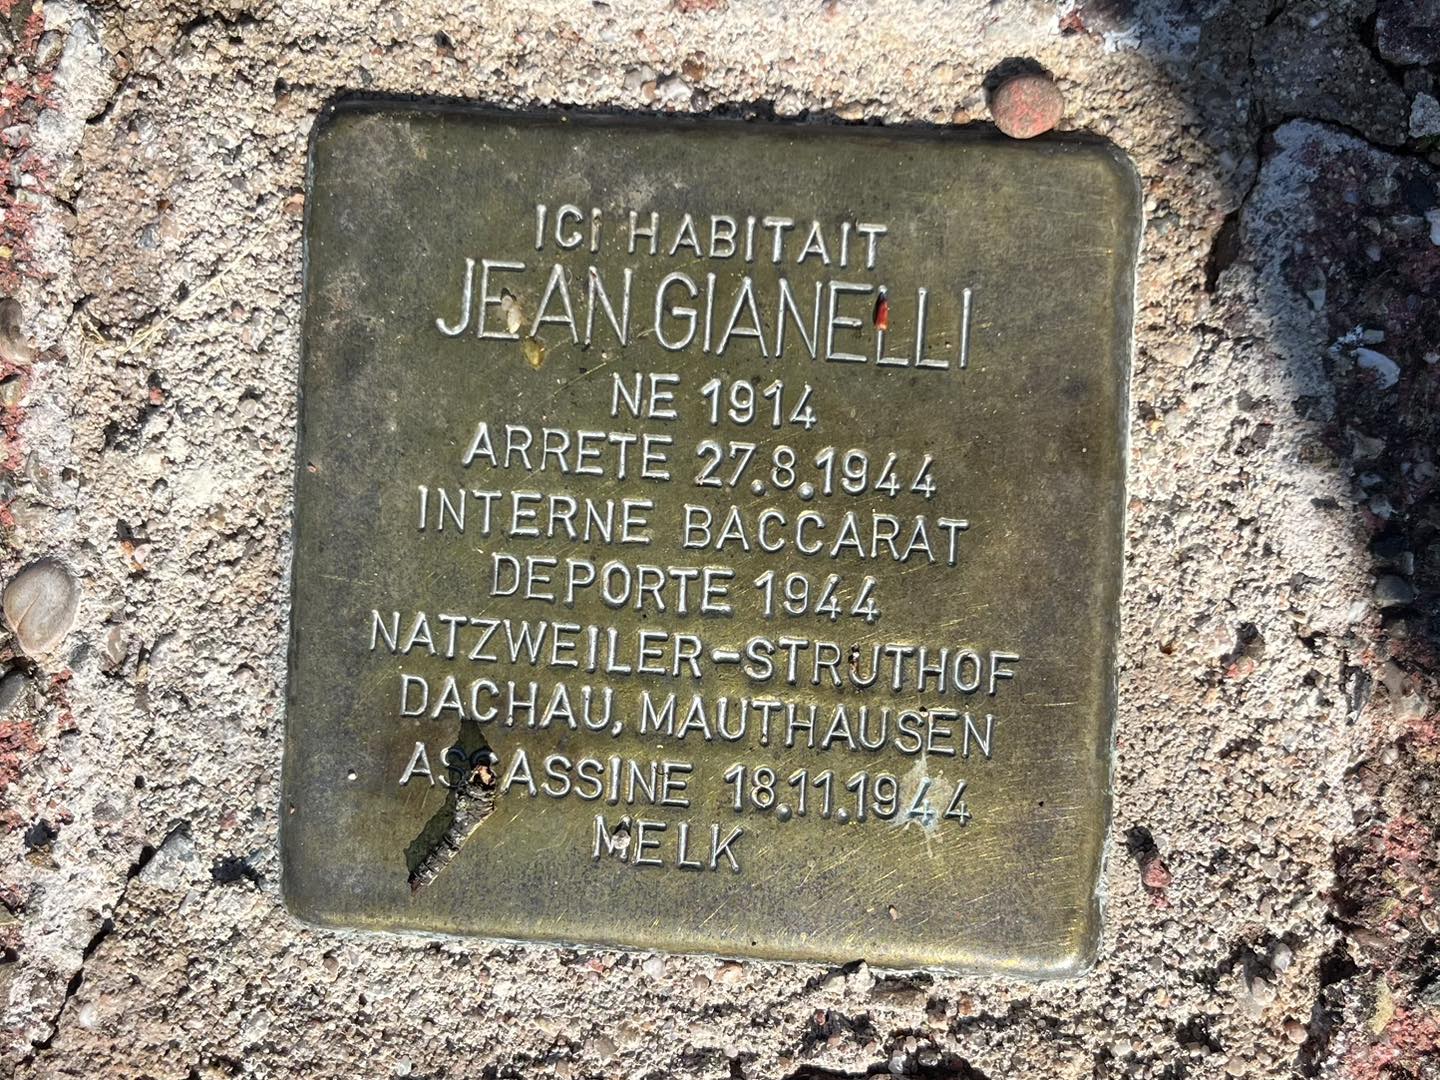 ICI HABITAIT
JEAN GIANELLI
NE 1914
ARRETE 27.8.1944
INTERNE BACCARAT
DEPORTE 1944
NATZWEILER-STRUTHOF
DACHAU, MAUTHAUSEN
ASSASSINE 18.11.1944
MELK